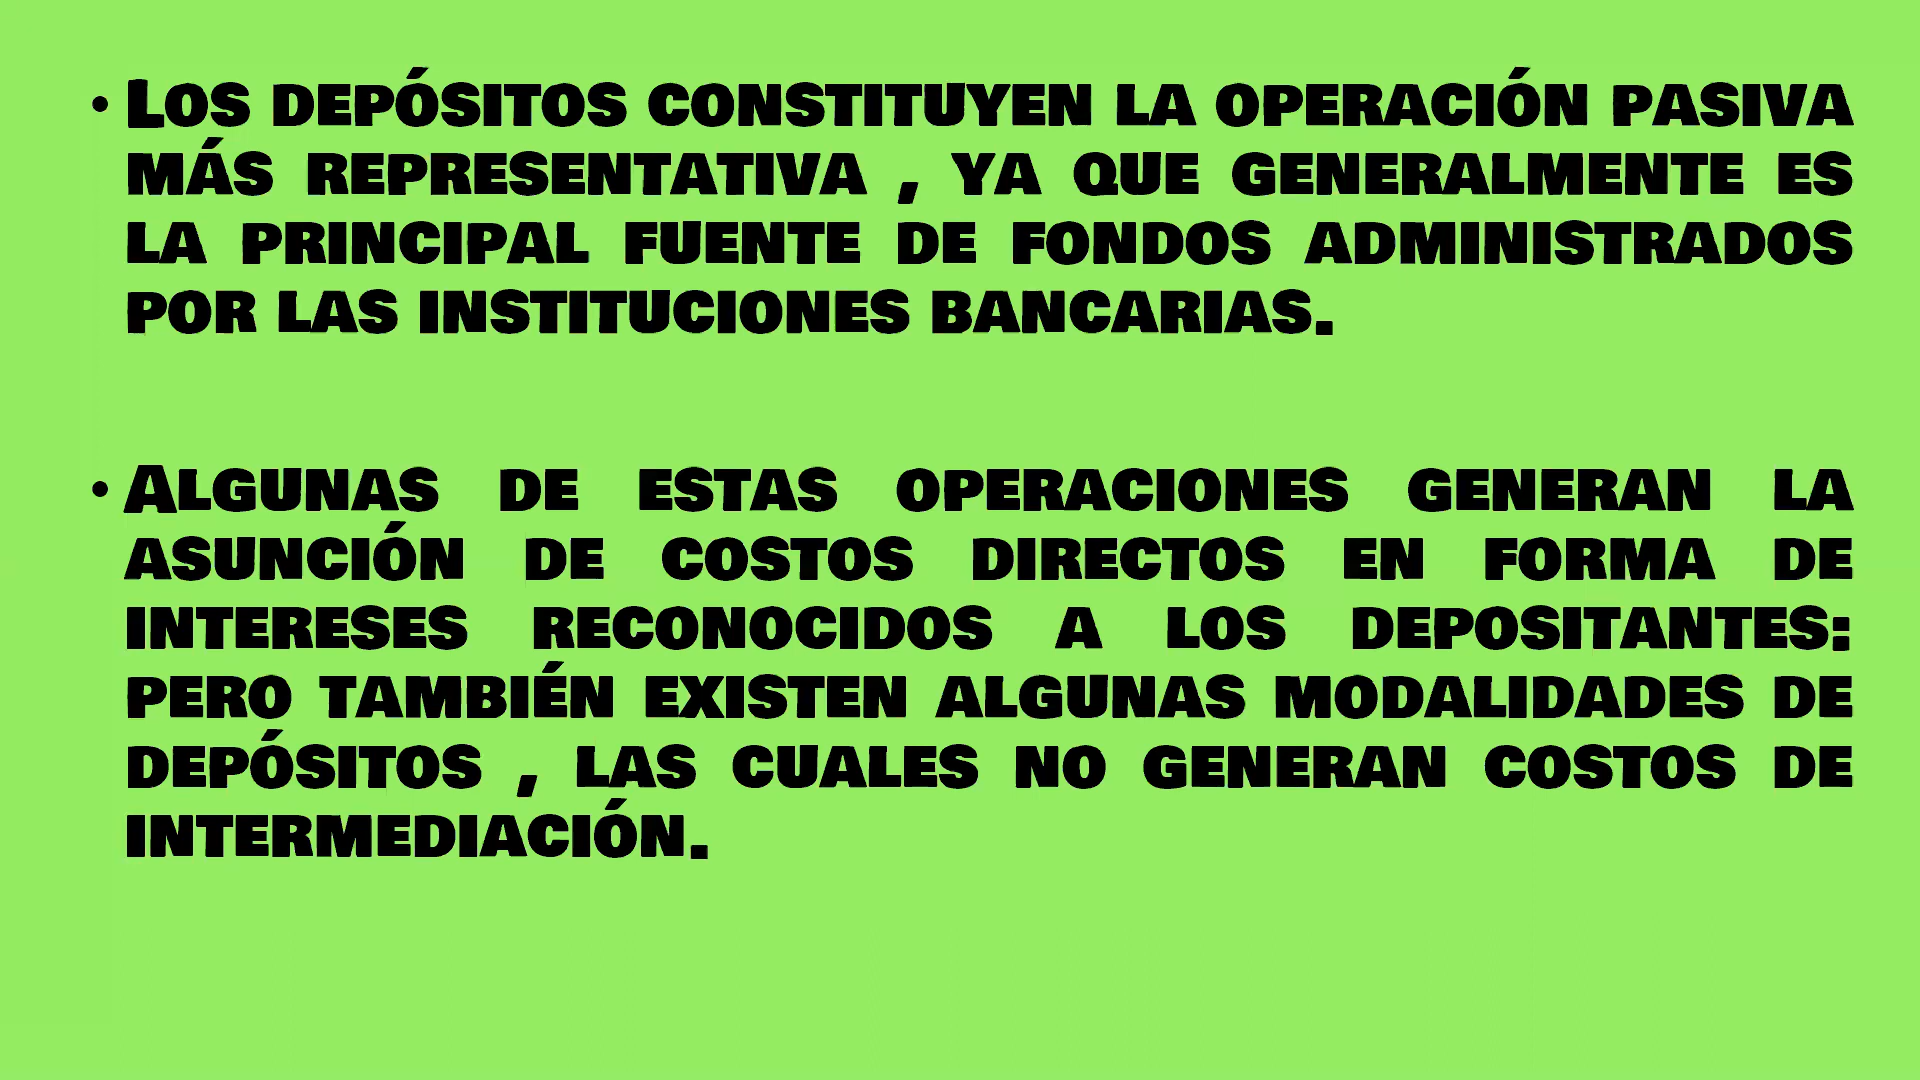 • Los depósitos constituyen la operación pasiva
más representativa , ya que generalmente es
la principal fuente de fondos administrados
por las instituciones bancarias.
• Algunas de estas operaciones generan la
asunción de costos directos en forma de
intereses reconocidos a los depositantes:
pero también existen algunas modalidades de
depósitos , las cuales no generan costos de
intermediación.